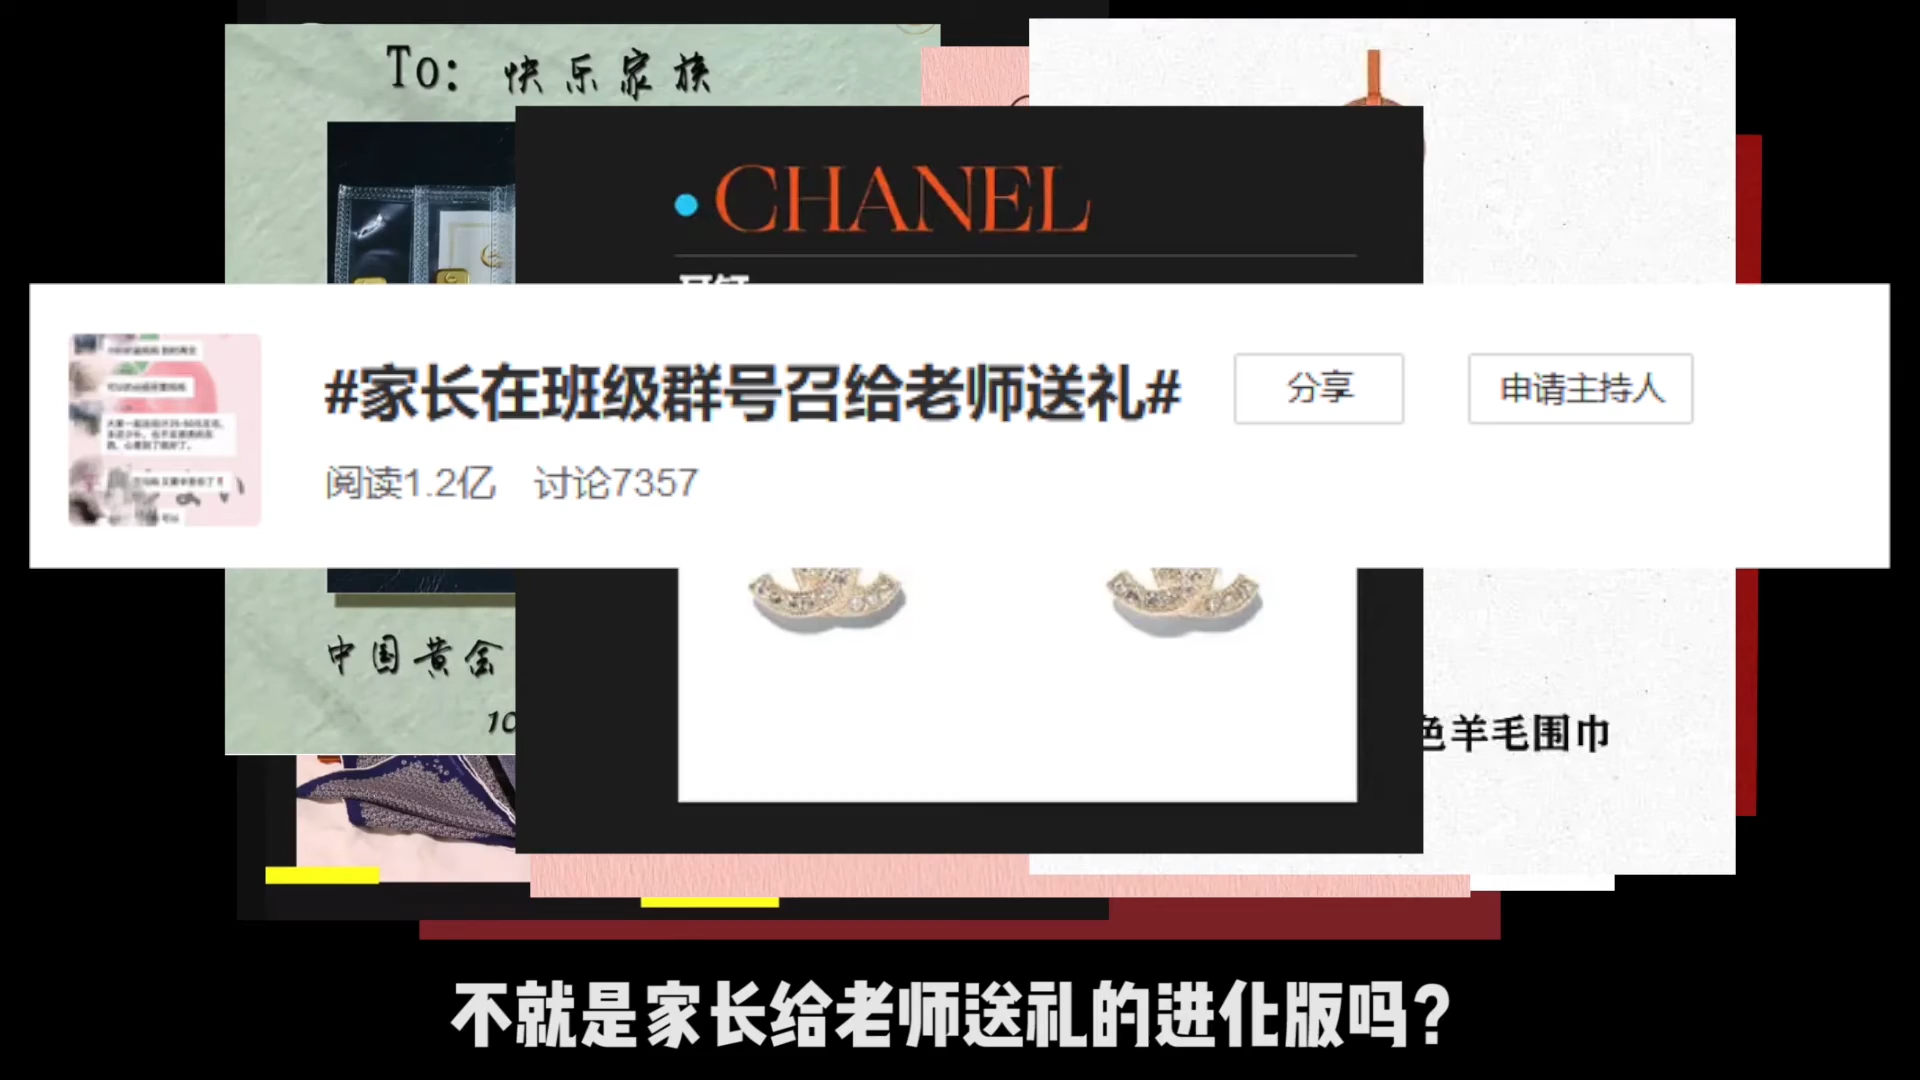 To: 快乐家族
CHANEL
#家长在班级群号召给老师送礼#
分享
申请主持人
阅读1.2亿 讨论7357
中国黄金
10
色羊毛围巾
不就是家长给老师送礼的进化版吗?